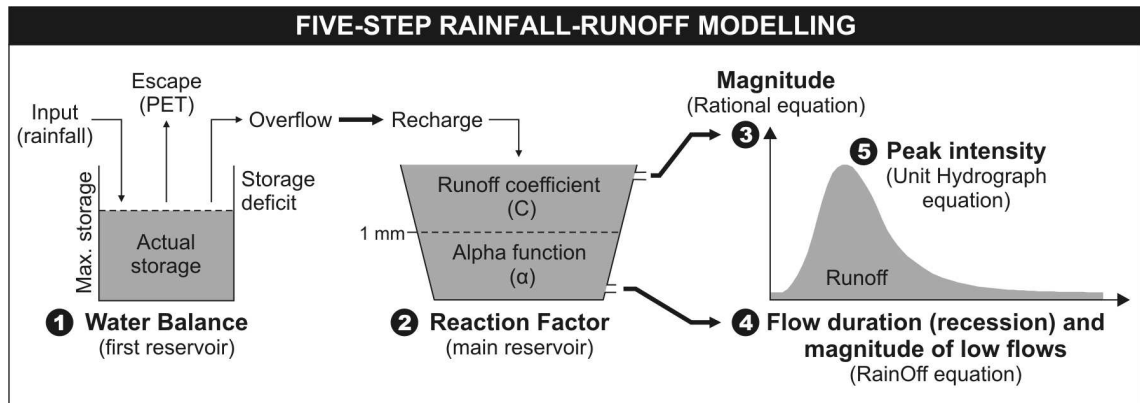 FIVE-STEP RAINFALL-RUNOFF MODELLING
Input
(rainfall)
Escape
(PET)
Overflow
Recharge
Max. storage
Storage
deficit
Actual
storage
1 Water Balance
(first reservoir)
Runoff coefficient
(C)
1 mm
Alpha function
(α)
2 Reaction Factor
(main reservoir)
Magnitude
(Rational equation)
3
5 Peak intensity
(Unit Hydrograph
equation)
Runoff
4 Flow duration (recession) and
magnitude of low flows
(RainOff equation)